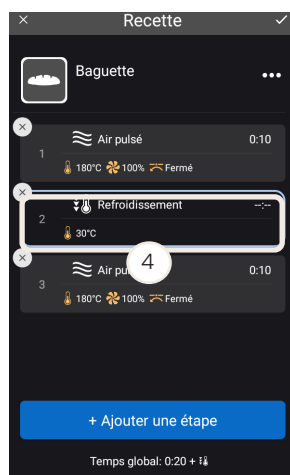 Recette
Baguette
1
Air pulsé 0:10
180°C 100% Fermé
2
Refroidissement --:--
30°C
4
3
Air pu 0:10
180°C 100% Fermé
+ Ajouter une étape
Temps global: 0:20 +